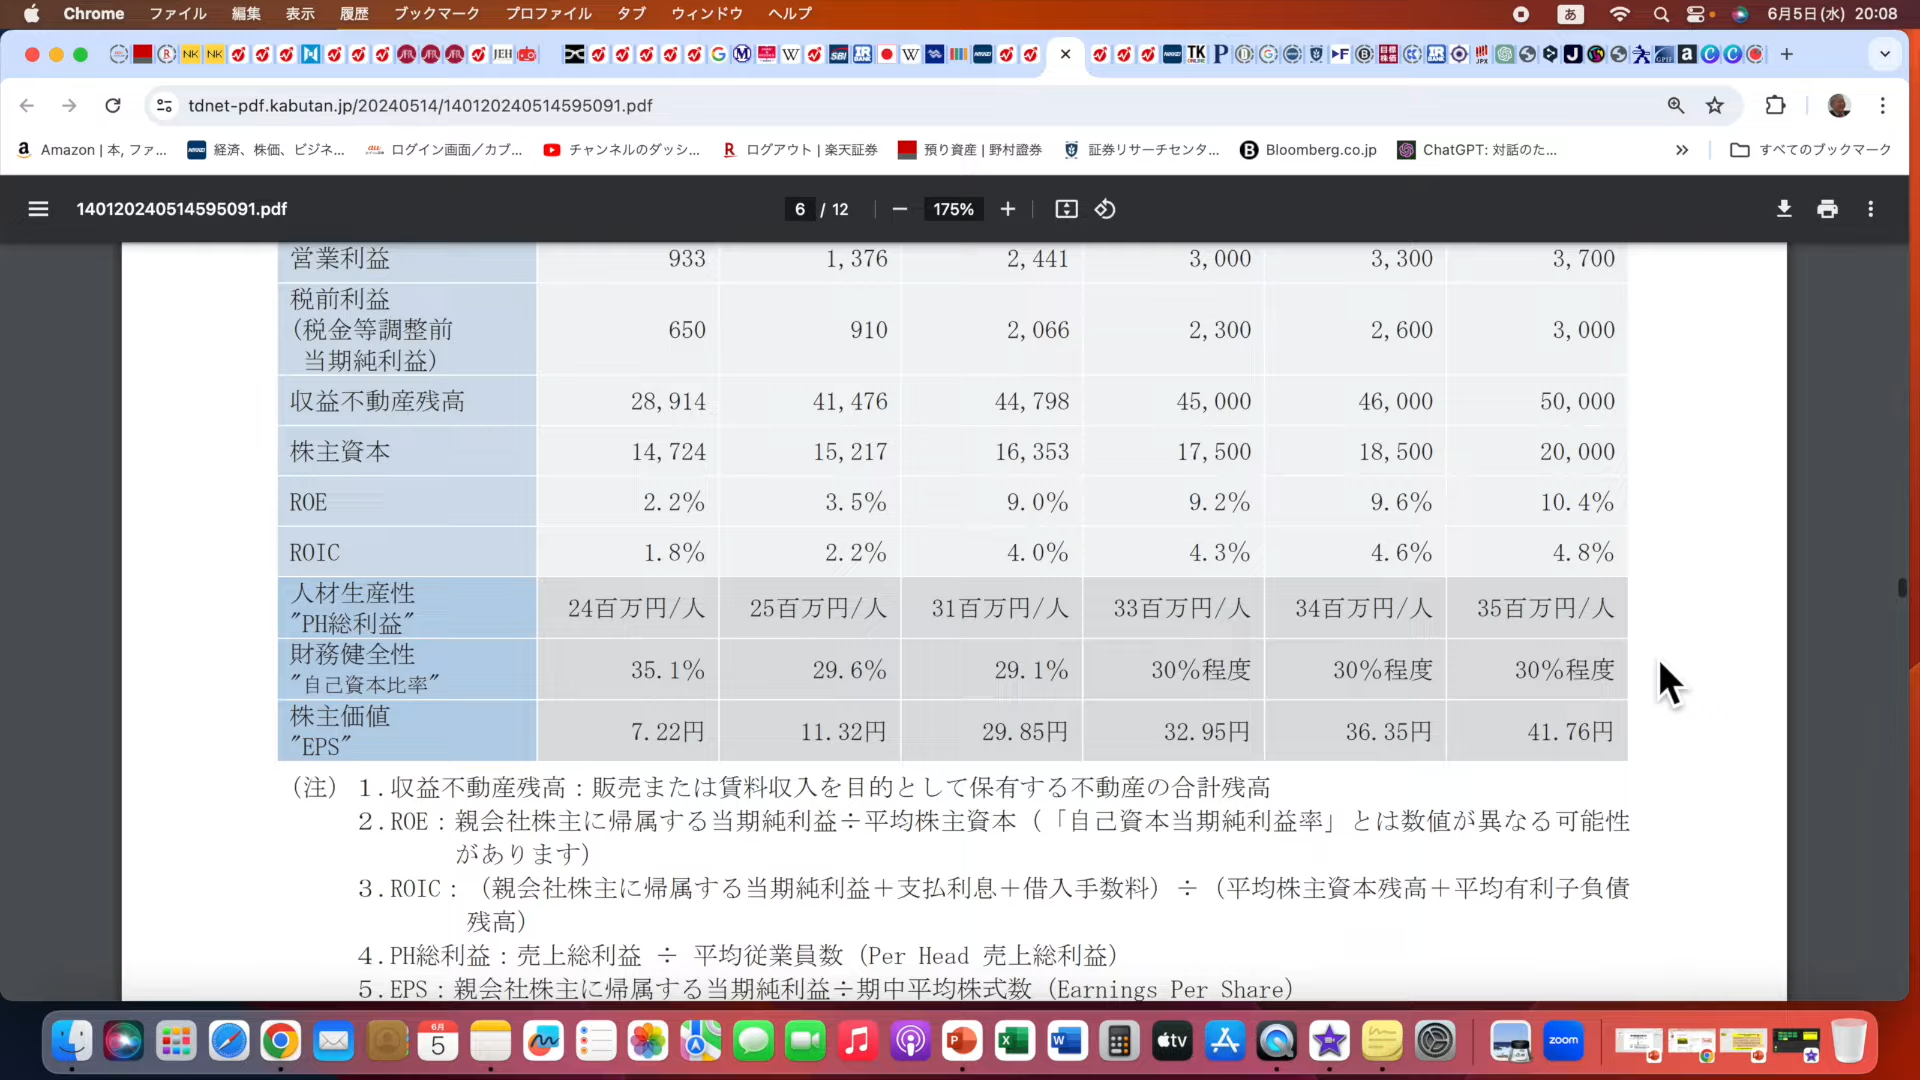 Chrome ファイル 編集 表示 履歴 ブックマーク プロファイル タブ ウィンドウ ヘルプ あ 6月5日(水) 20:08
tdnet-pdf.kabutan.jp/20240514/140120240514595091.pdf
Amazon | 本, ファ... 経済、株価、ビジネ... ログイン画面／カブ... チャンネルのダッシ... ログアウト | 楽天証券 預り資産 | 野村證券 証券リサーチセンタ... Bloomberg.co.jp ChatGPT: 対話のた... » すべてのブックマーク
140120240514595091.pdf 6 / 12 175%
営業利益 933 1,376 2,441 3,000 3,300 3,700
税前利益
（税金等調整前
当期純利益） 650 910 2,066 2,300 2,600 3,000
収益不動産残高 28,914 41,476 44,798 45,000 46,000 50,000
株主資本 14,724 15,217 16,353 17,500 18,500 20,000
ROE 2.2% 3.5% 9.0% 9.2% 9.6% 10.4%
ROIC 1.8% 2.2% 4.0% 4.3% 4.6% 4.8%
人材生産性
"PH総利益" 24百万円/人 25百万円/人 31百万円/人 33百万円/人 34百万円/人 35百万円/人
財務健全性
"自己資本比率" 35.1% 29.6% 29.1% 30%程度 30%程度 30%程度
株主価値
"EPS" 7.22円 11.32円 29.85円 32.95円 36.35円 41.76円
（注）１.収益不動産残高：販売または賃料収入を目的として保有する不動産の合計残高
２.ROE：親会社株主に帰属する当期純利益÷平均株主資本（「自己資本当期純利益率」とは数値が異なる可能性
があります）
３.ROIC：（親会社株主に帰属する当期純利益＋支払利息＋借入手数料）÷（平均株主資本残高＋平均有利子負債
残高）
４.PH総利益：売上総利益 ÷ 平均従業員数（Per Head 売上総利益）
５.EPS：親会社株主に帰属する当期純利益÷期中平均株式数（Earnings Per Share）
6月
5
tv
zoom